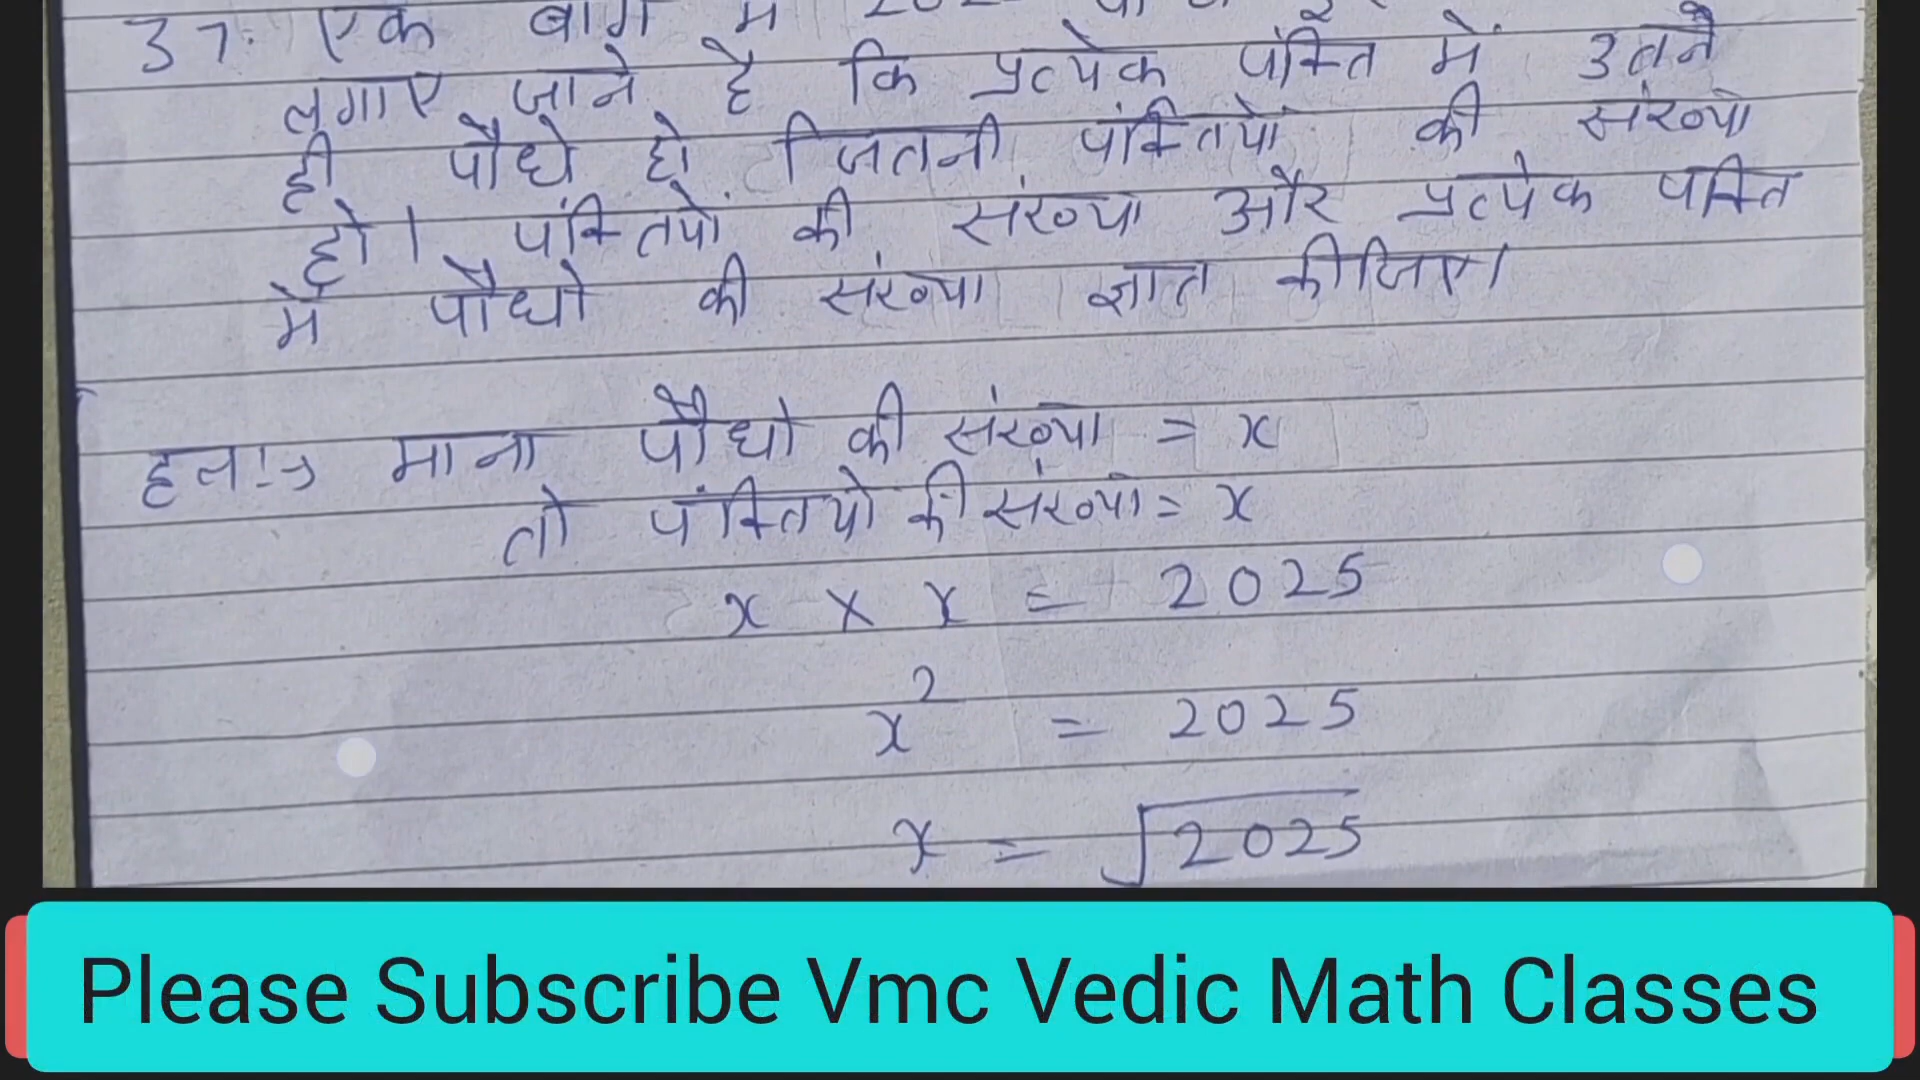 37. एक बाग में
लगाए जाने है कि प्रत्येक पंक्ति में उतने
ही पौधे हो जितनी पंक्तियो की संख्या
हो। पंक्तियों की संख्या और प्रत्येक पक्ति
मे पौधो की संख्या ज्ञात कीजिए।
हल:→ माना पौधो की संख्या = x
तो पंक्तियो की संख्या = x
x × x = 2025
x² = 2025
x = √2025
Please Subscribe Vmc Vedic Math Classes